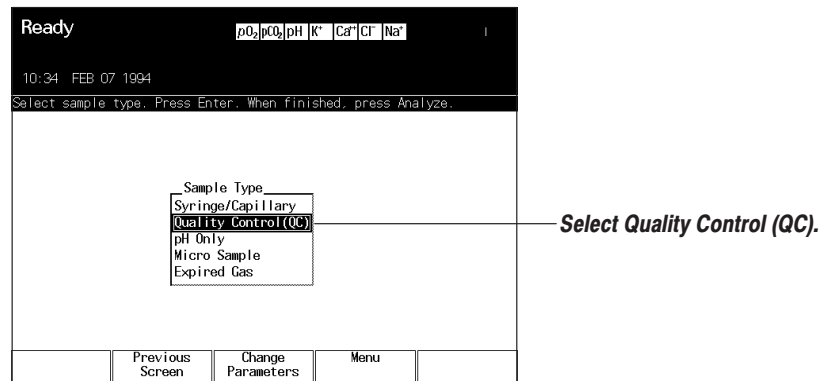 Ready
pO₂ pCO₂ pH K⁺ Ca⁺⁺ Cl⁻ Na⁺
10:34 FEB 07 1994
Select sample type. Press Enter. When finished, press Analyze.
Sample Type
Syringe/Capillary
Quality Control(QC)
pH Only
Micro Sample
Expired Gas
Select Quality Control (QC).
Previous Screen
Change Parameters
Menu